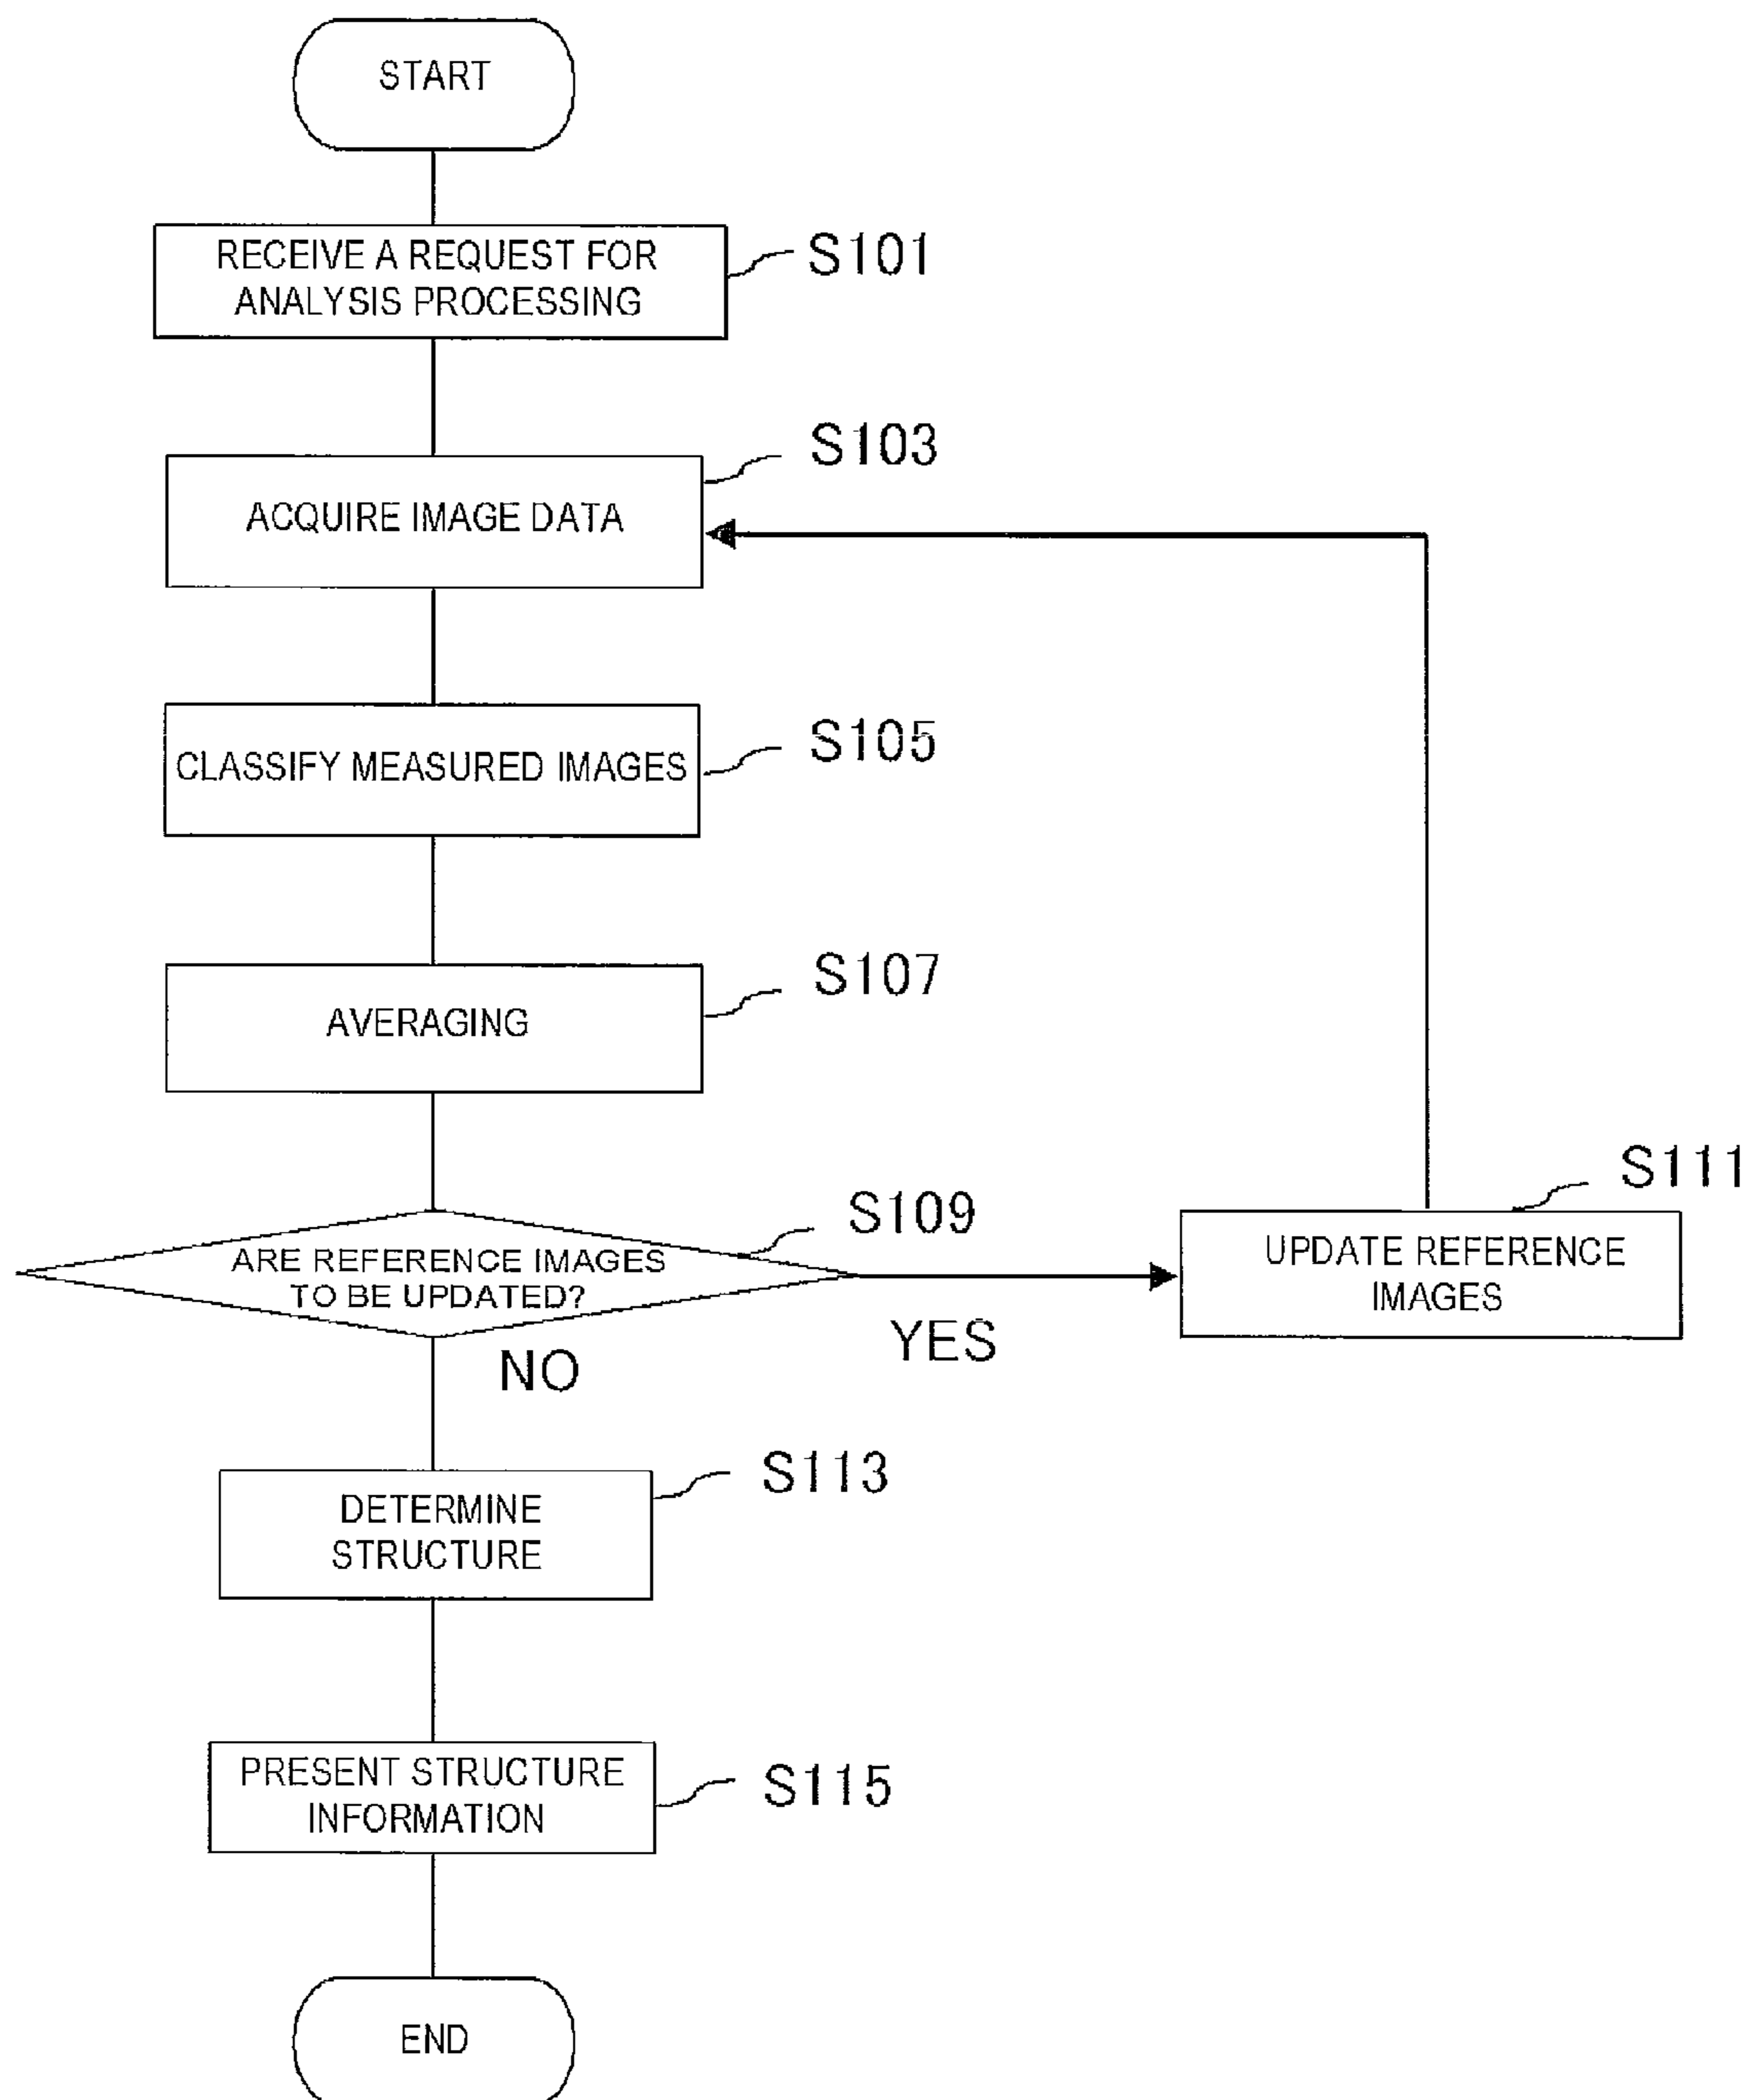 START
RECEIVE A REQUEST FOR
ANALYSIS PROCESSING
S101
ACQUIRE IMAGE DATA
S103
CLASSIFY MEASURED IMAGES
S105
AVERAGING
S107
ARE REFERENCE IMAGES
TO BE UPDATED?
S109
YES
UPDATE REFERENCE
IMAGES
S111
NO
DETERMINE
STRUCTURE
S113
PRESENT STRUCTURE
INFORMATION
S115
END